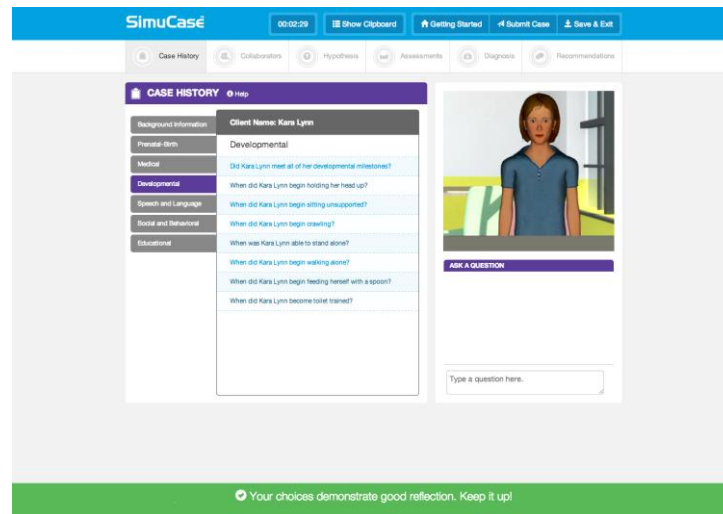 SimuCase
00:02:29
Show Clipboard
Getting Started
Submit Case
Save & Exit
Case History
Collaborators
Hypothesis
Assessments
Diagnosis
Recommendations
CASE HISTORY
Help
Background Information
Prenatal-Birth
Medical
Developmental
Speech and Language
Social and Behavioral
Educational
Client Name: Kara Lynn
Developmental
Did Kara Lynn meet all of her developmental milestones?
When did Kara Lynn begin holding her head up?
When did Kara Lynn begin sitting unsupported?
When did Kara Lynn begin crawling?
When was Kara Lynn able to stand alone?
When did Kara Lynn begin walking alone?
When did Kara Lynn begin feeding herself with a spoon?
When did Kara Lynn become toilet trained?
ASK A QUESTION
Type a question here.
Your choices demonstrate good reflection. Keep it up!